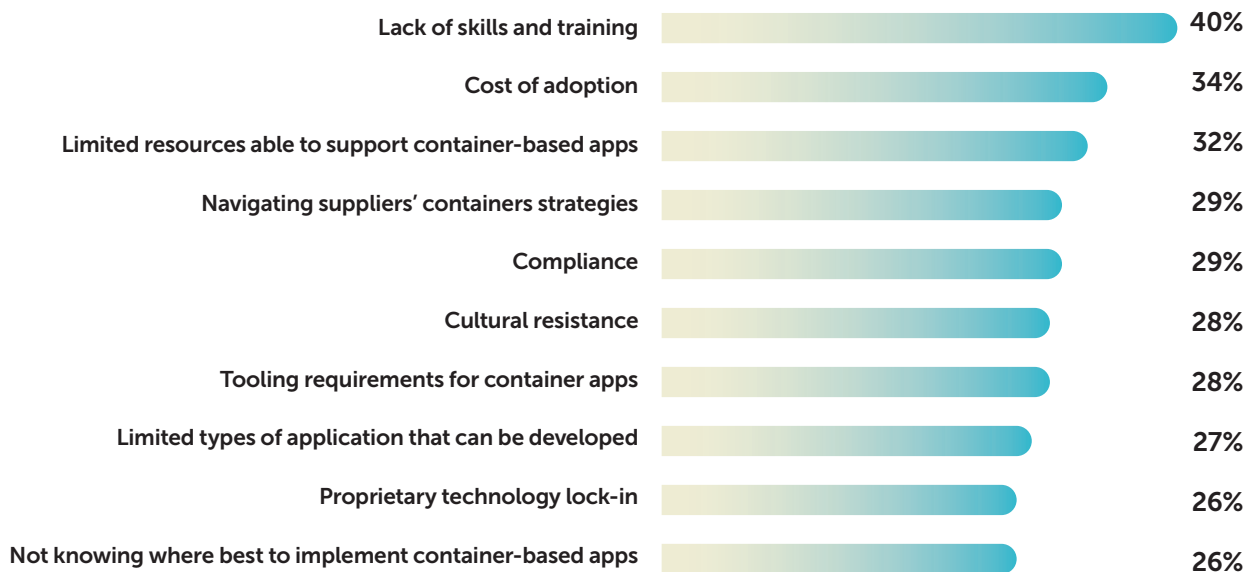 Lack of skills and training 40%
Cost of adoption 34%
Limited resources able to support container-based apps 32%
Navigating suppliers’ containers strategies 29%
Compliance 29%
Cultural resistance 28%
Tooling requirements for container apps 28%
Limited types of application that can be developed 27%
Proprietary technology lock-in 26%
Not knowing where best to implement container-based apps 26%